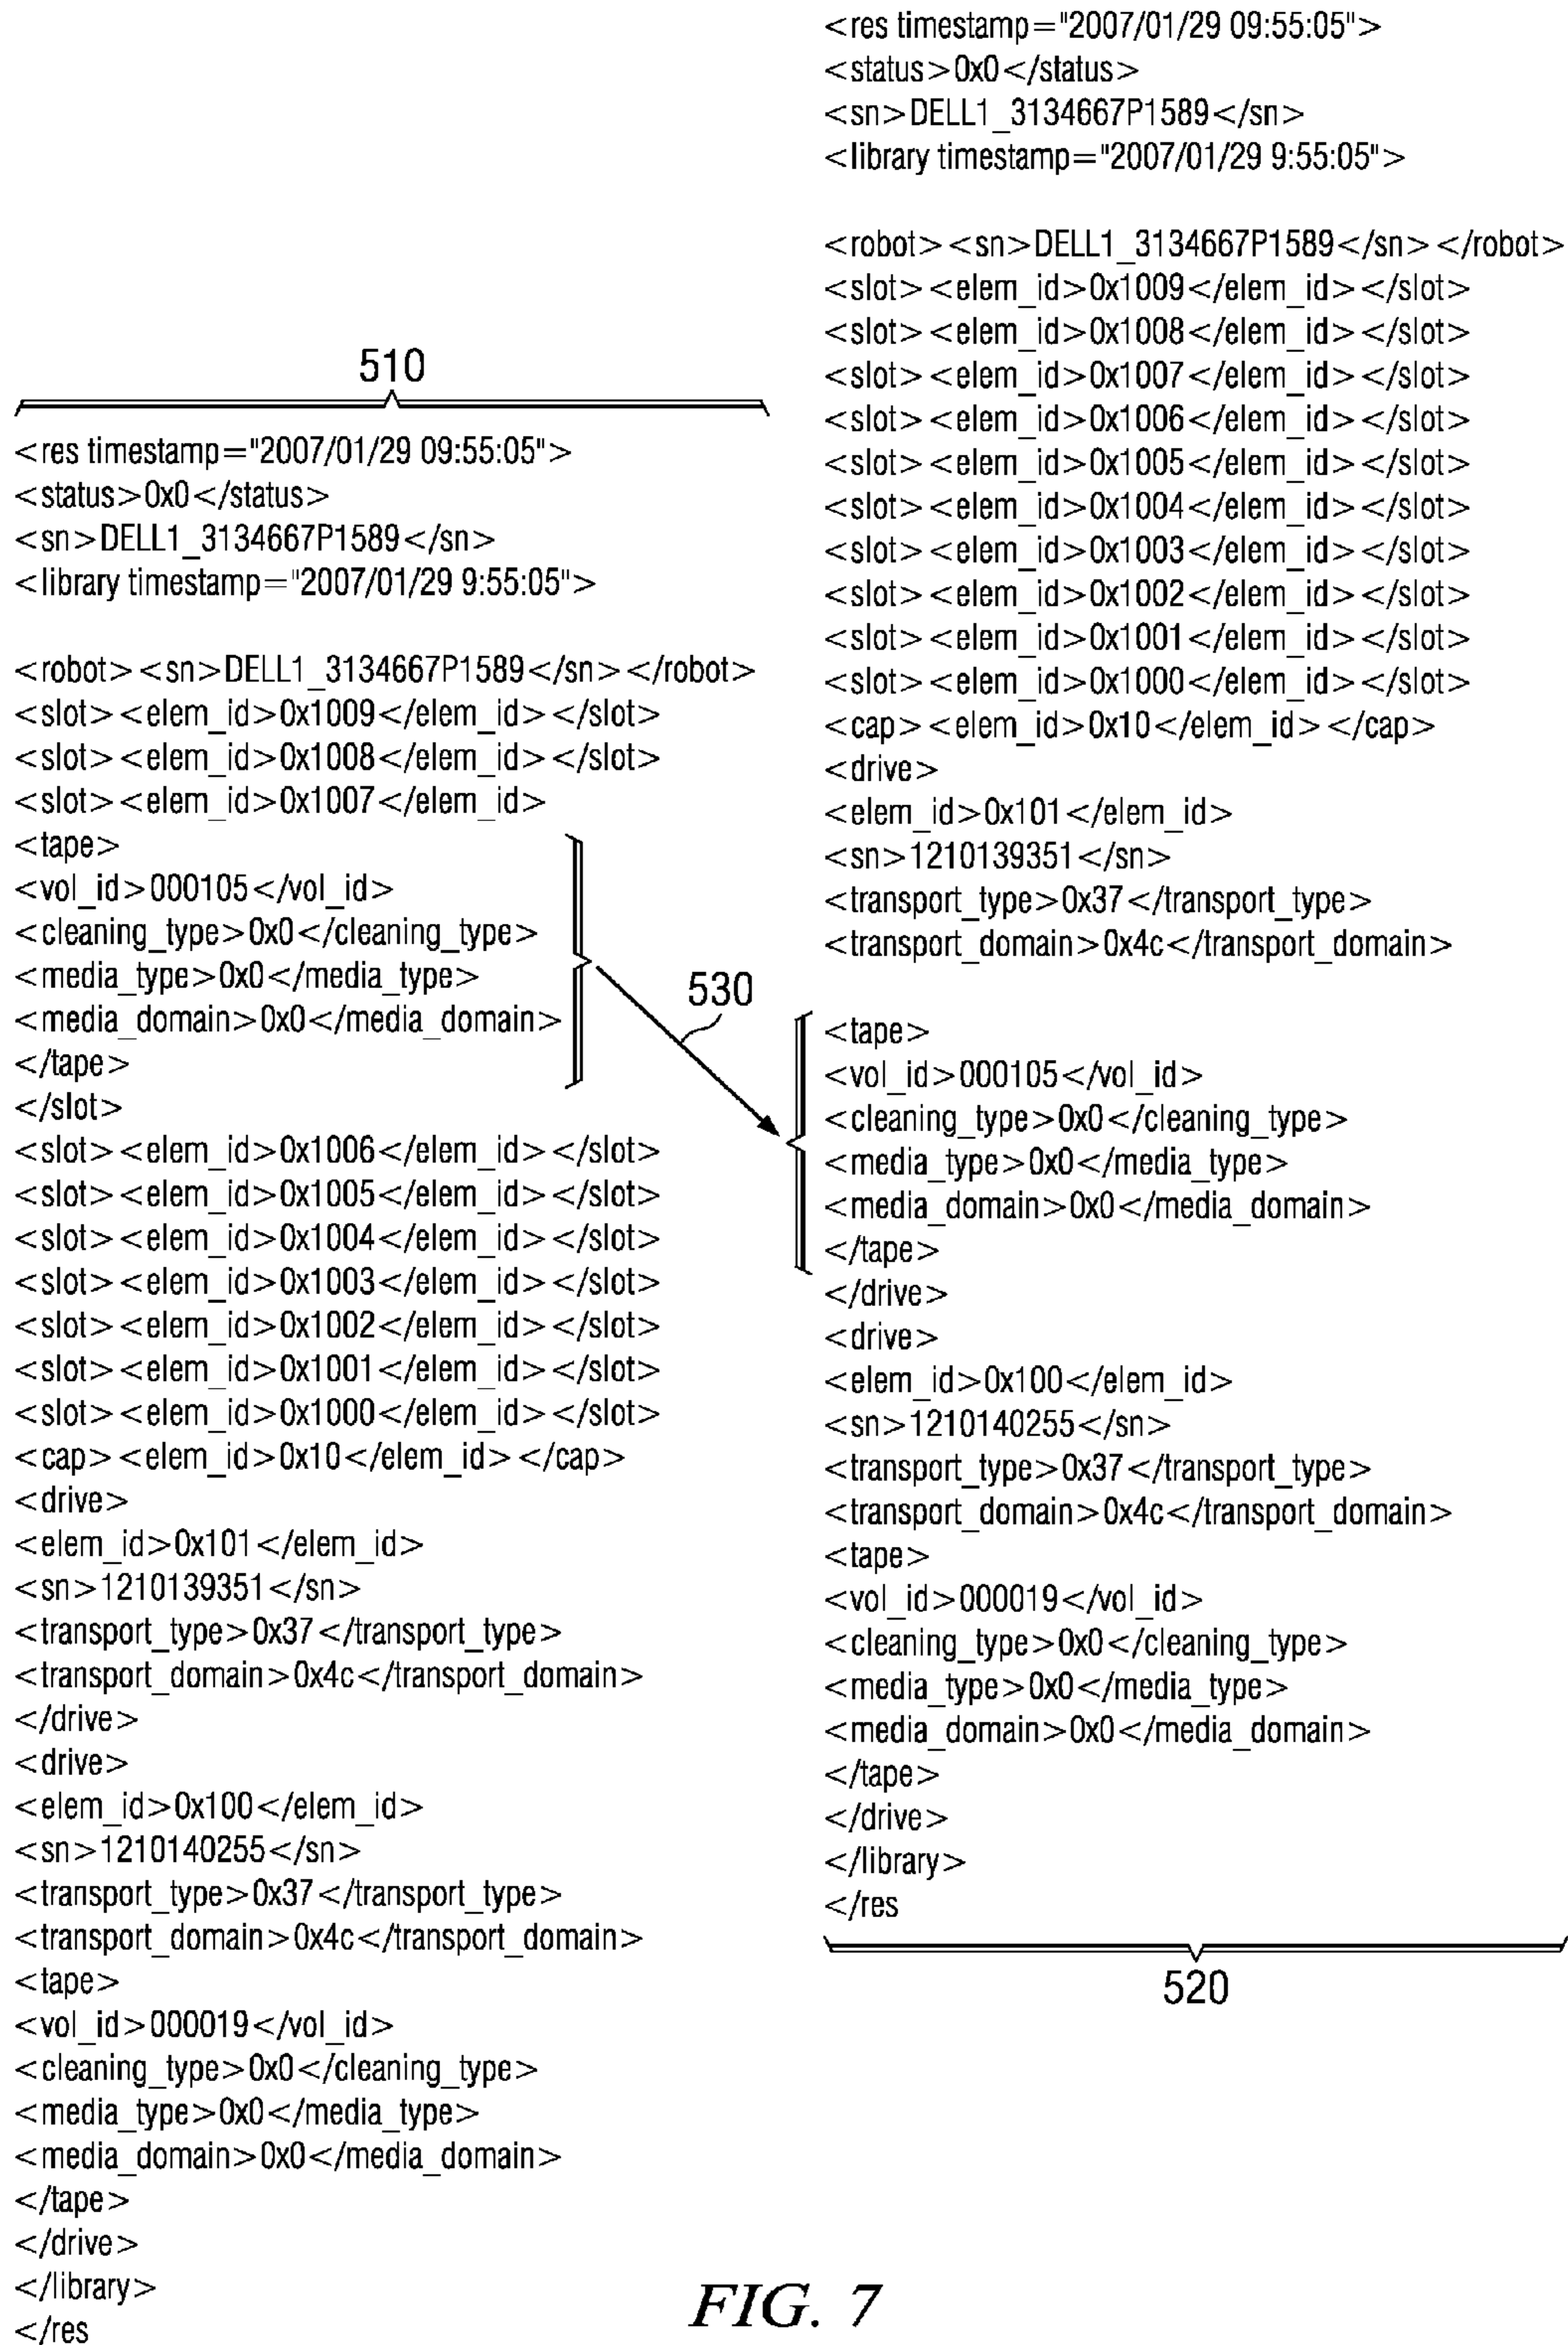 510
<res timestamp="2007/01/29 09:55:05">
<status>0x0</status>
<sn>DELL1_3134667P1589</sn>
<library timestamp="2007/01/29 9:55:05">
<robot><sn>DELL1_3134667P1589</sn></robot>
<slot><elem_id>0x1009</elem_id></slot>
<slot><elem_id>0x1008</elem_id></slot>
<slot><elem_id>0x1007</elem_id>
<tape>
<vol_id>000105</vol_id>
<cleaning_type>0x0</cleaning_type>
<media_type>0x0</media_type>
<media_domain>0x0</media_domain>
</tape>
</slot>
<slot><elem_id>0x1006</elem_id></slot>
<slot><elem_id>0x1005</elem_id></slot>
<slot><elem_id>0x1004</elem_id></slot>
<slot><elem_id>0x1003</elem_id></slot>
<slot><elem_id>0x1002</elem_id></slot>
<slot><elem_id>0x1001</elem_id></slot>
<slot><elem_id>0x1000</elem_id></slot>
<cap><elem_id>0x10</elem_id></cap>
<drive>
<elem_id>0x101</elem_id>
<sn>1210139351</sn>
<transport_type>0x37</transport_type>
<transport_domain>0x4c</transport_domain>
</drive>
<drive>
<elem_id>0x100</elem_id>
<sn>1210140255</sn>
<transport_type>0x37</transport_type>
<transport_domain>0x4c</transport_domain>
<tape>
<vol_id>000019</vol_id>
<cleaning_type>0x0</cleaning_type>
<media_type>0x0</media_type>
<media_domain>0x0</media_domain>
</tape>
</drive>
</library>
</res
530
<res timestamp="2007/01/29 09:55:05">
<status>0x0</status>
<sn>DELL1_3134667P1589</sn>
<library timestamp="2007/01/29 9:55:05">
<robot><sn>DELL1_3134667P1589</sn></robot>
<slot><elem_id>0x1009</elem_id></slot>
<slot><elem_id>0x1008</elem_id></slot>
<slot><elem_id>0x1007</elem_id></slot>
<slot><elem_id>0x1006</elem_id></slot>
<slot><elem_id>0x1005</elem_id></slot>
<slot><elem_id>0x1004</elem_id></slot>
<slot><elem_id>0x1003</elem_id></slot>
<slot><elem_id>0x1002</elem_id></slot>
<slot><elem_id>0x1001</elem_id></slot>
<slot><elem_id>0x1000</elem_id></slot>
<cap><elem_id>0x10</elem_id></cap>
<drive>
<elem_id>0x101</elem_id>
<sn>1210139351</sn>
<transport_type>0x37</transport_type>
<transport_domain>0x4c</transport_domain>
<tape>
<vol_id>000105</vol_id>
<cleaning_type>0x0</cleaning_type>
<media_type>0x0</media_type>
<media_domain>0x0</media_domain>
</tape>
</drive>
<drive>
<elem_id>0x100</elem_id>
<sn>1210140255</sn>
<transport_type>0x37</transport_type>
<transport_domain>0x4c</transport_domain>
<tape>
<vol_id>000019</vol_id>
<cleaning_type>0x0</cleaning_type>
<media_type>0x0</media_type>
<media_domain>0x0</media_domain>
</tape>
</drive>
</library>
</res
520
FIG. 7